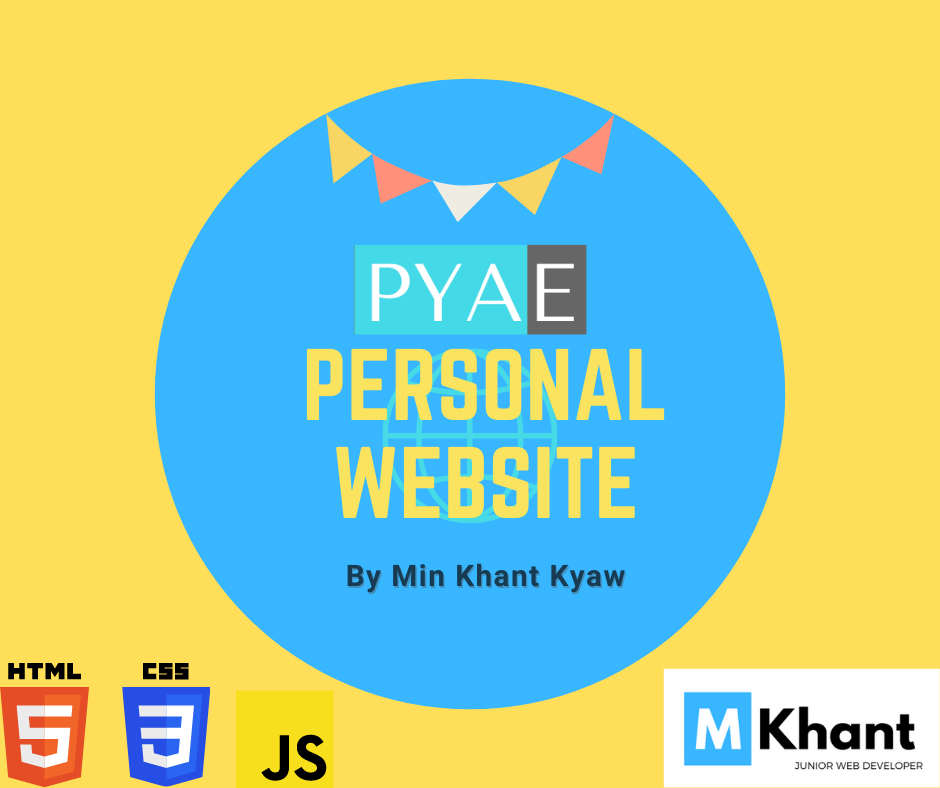 PYAE
PERSONAL
WEBSITE
By Min Khant Kyaw
HTML
5
CSS
3
JS
M Khant
JUNIOR WEB DEVELOPER